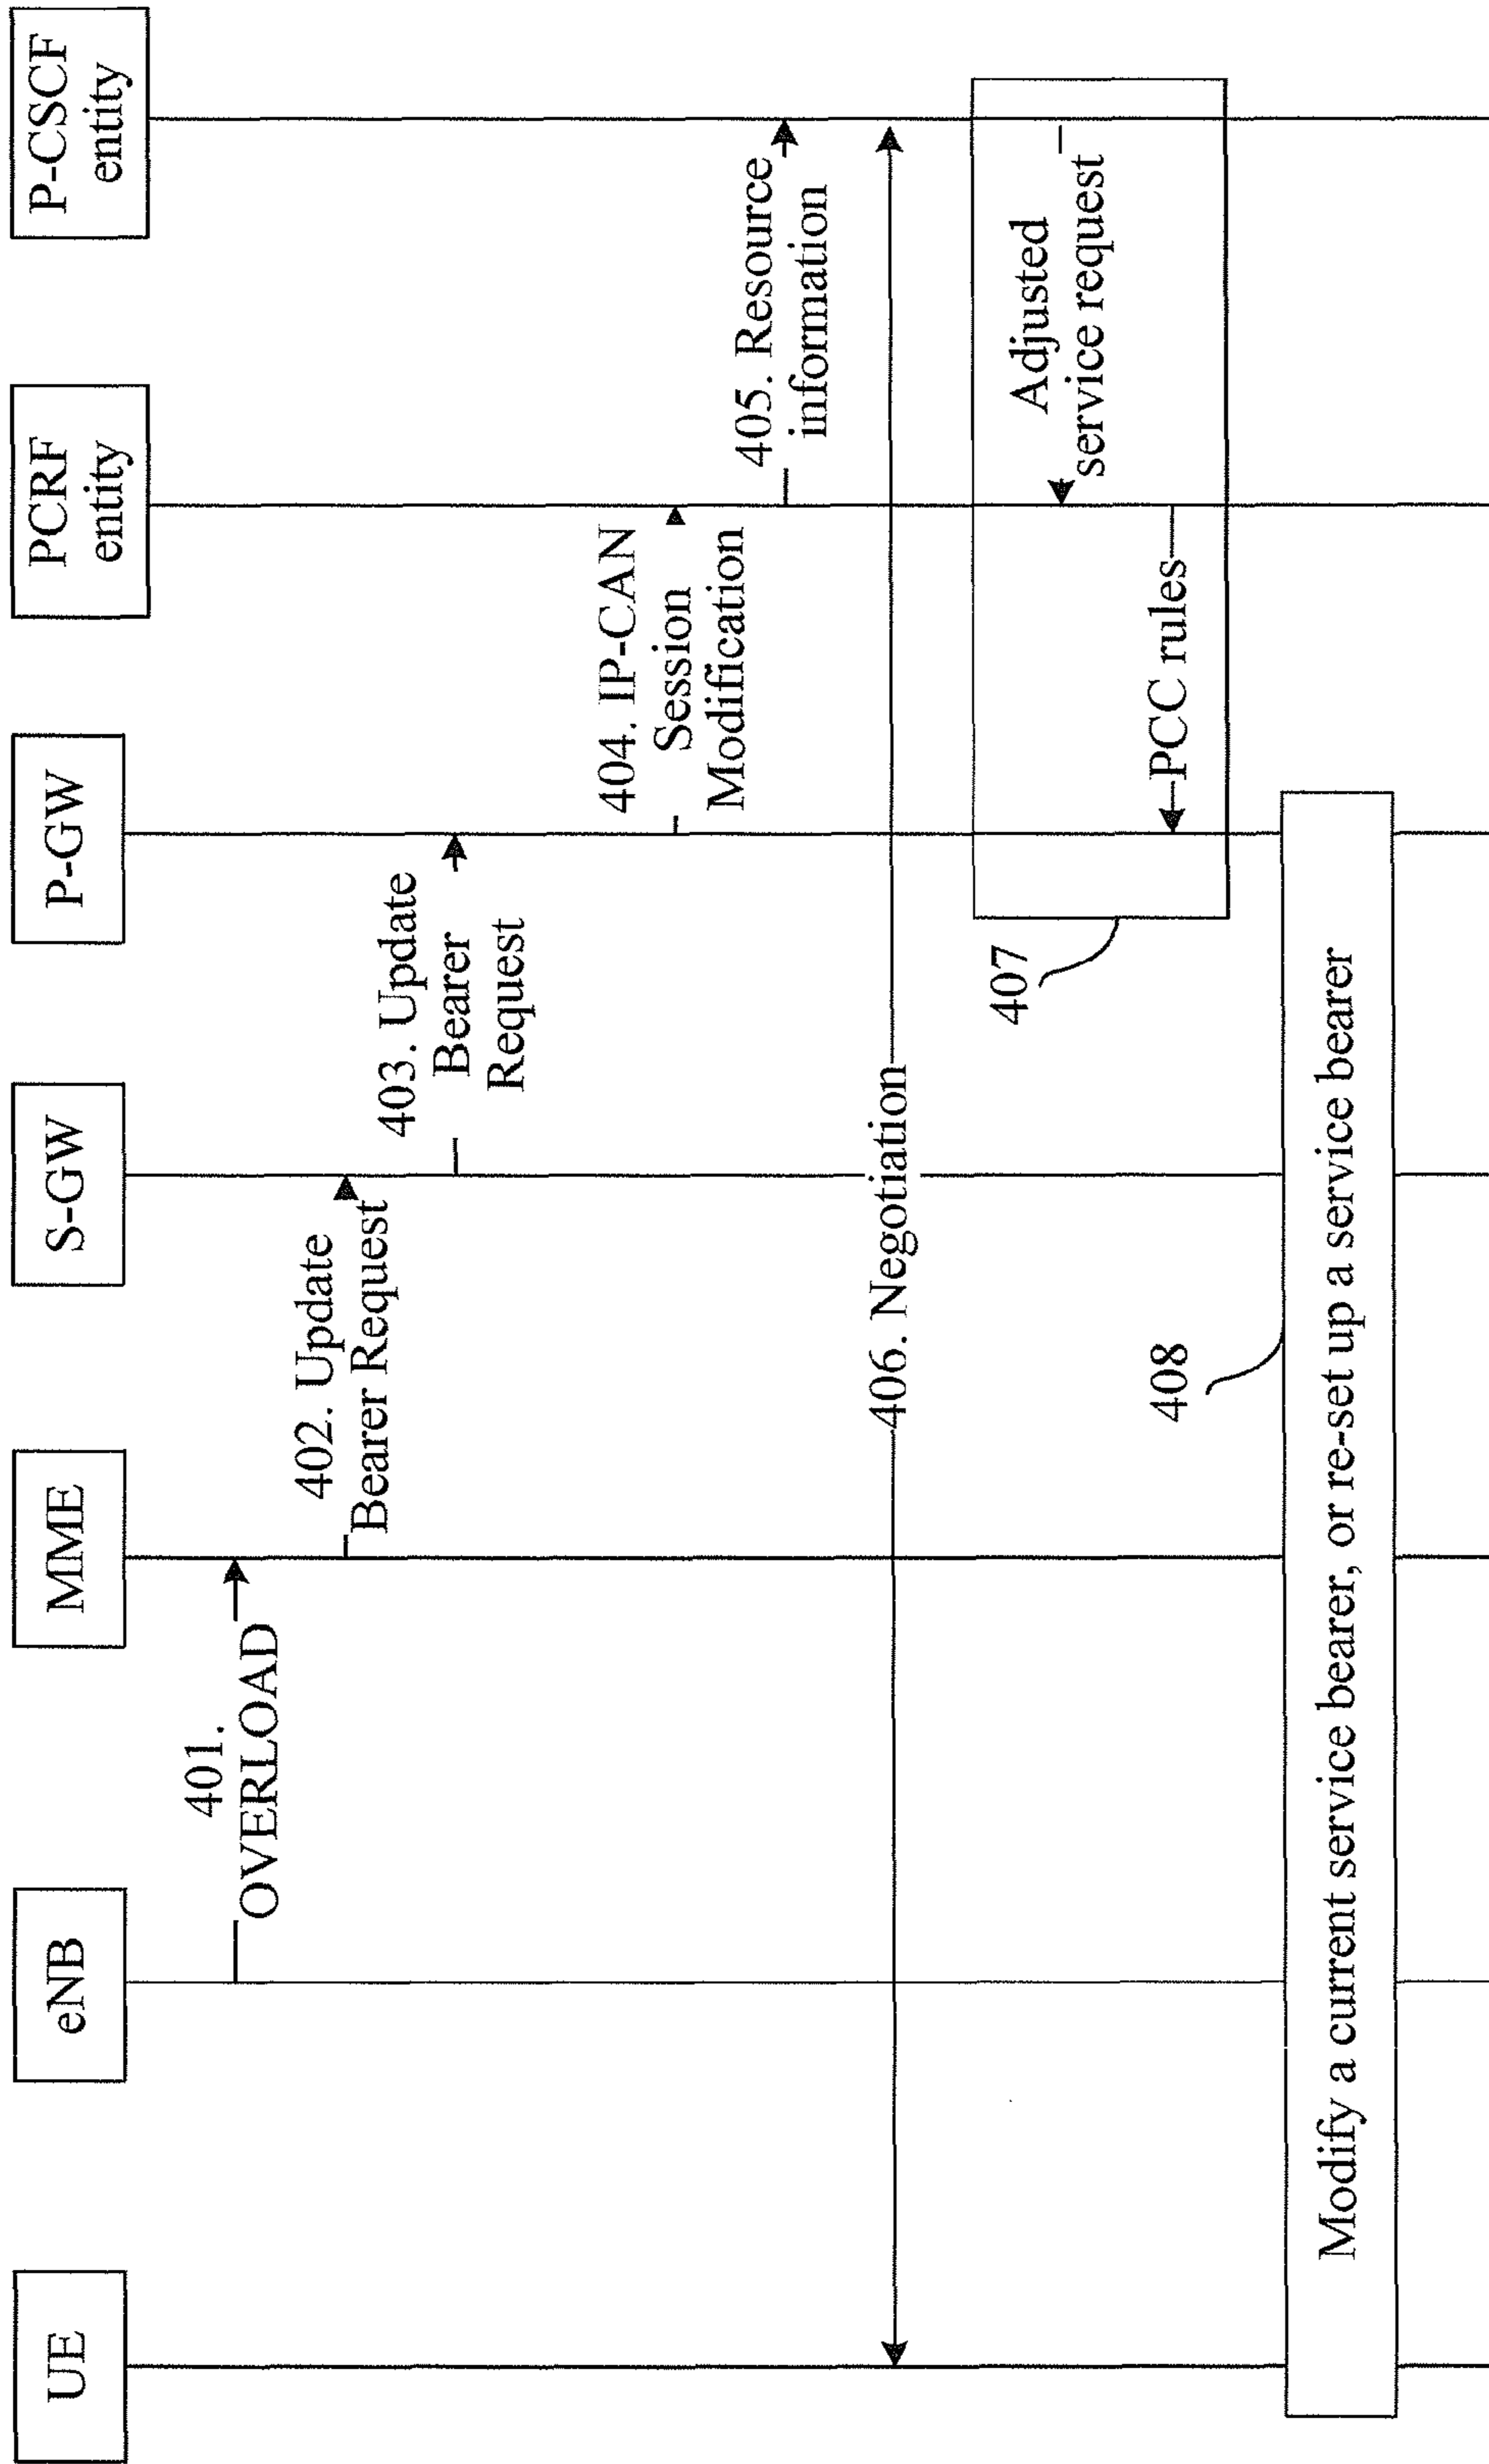 UE
eNB
MME
S-GW
P-GW
PCRF
entity
P-CSCF
entity
401.
OVERLOAD
402. Update
Bearer Request
403. Update
Bearer
Request
404. IP-CAN
Session
Modification
405. Resource
information
406. Negotiation
Adjusted
service request
PCC rules
407
408
Modify a current service bearer, or re-set up a service bearer